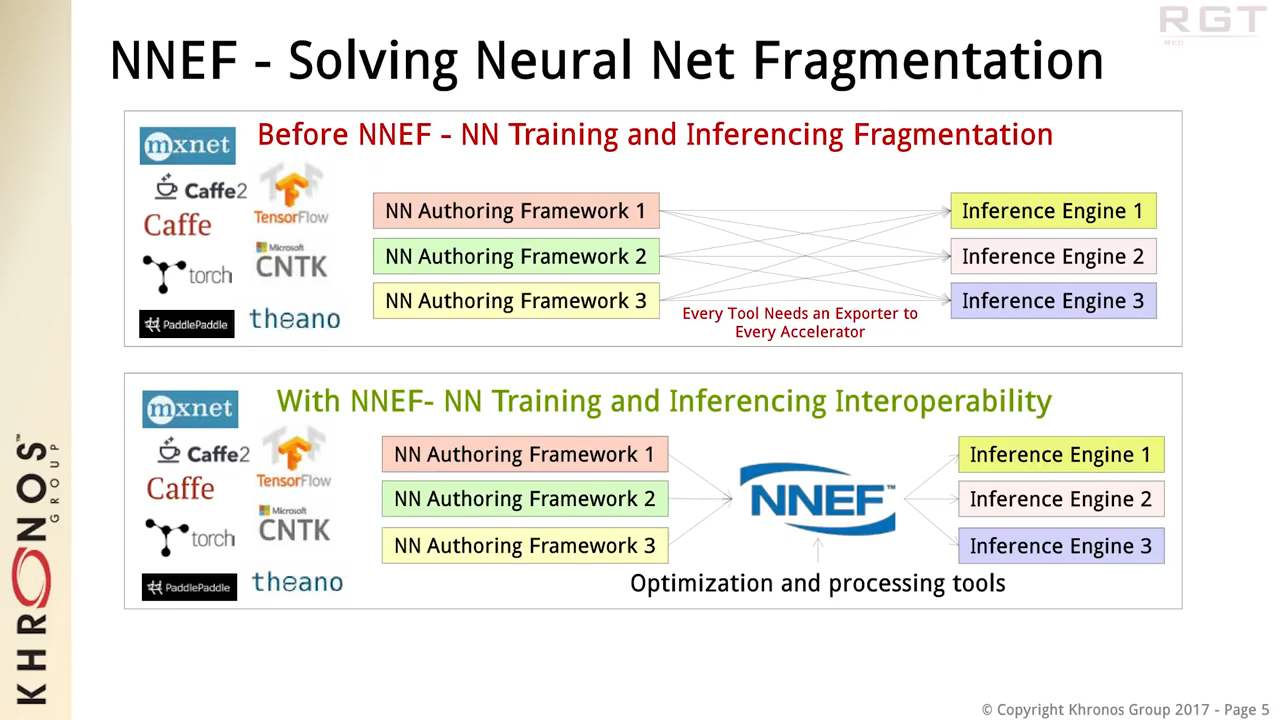 RGT
RED
NNEF - Solving Neural Net Fragmentation
Before NNEF - NN Training and Inferencing Fragmentation
mxnet
Caffe2
TensorFlow
Caffe
Microsoft
CNTK
torch
PaddlePaddle
theano
NN Authoring Framework 1
NN Authoring Framework 2
NN Authoring Framework 3
Every Tool Needs an Exporter to
Every Accelerator
Inference Engine 1
Inference Engine 2
Inference Engine 3
With NNEF- NN Training and Inferencing Interoperability
mxnet
Caffe2
TensorFlow
Caffe
Microsoft
CNTK
torch
PaddlePaddle
theano
NN Authoring Framework 1
NN Authoring Framework 2
NN Authoring Framework 3
NNEF™
Optimization and processing tools
Inference Engine 1
Inference Engine 2
Inference Engine 3
KHRONOS™
GROUP
© Copyright Khronos Group 2017 - Page 5